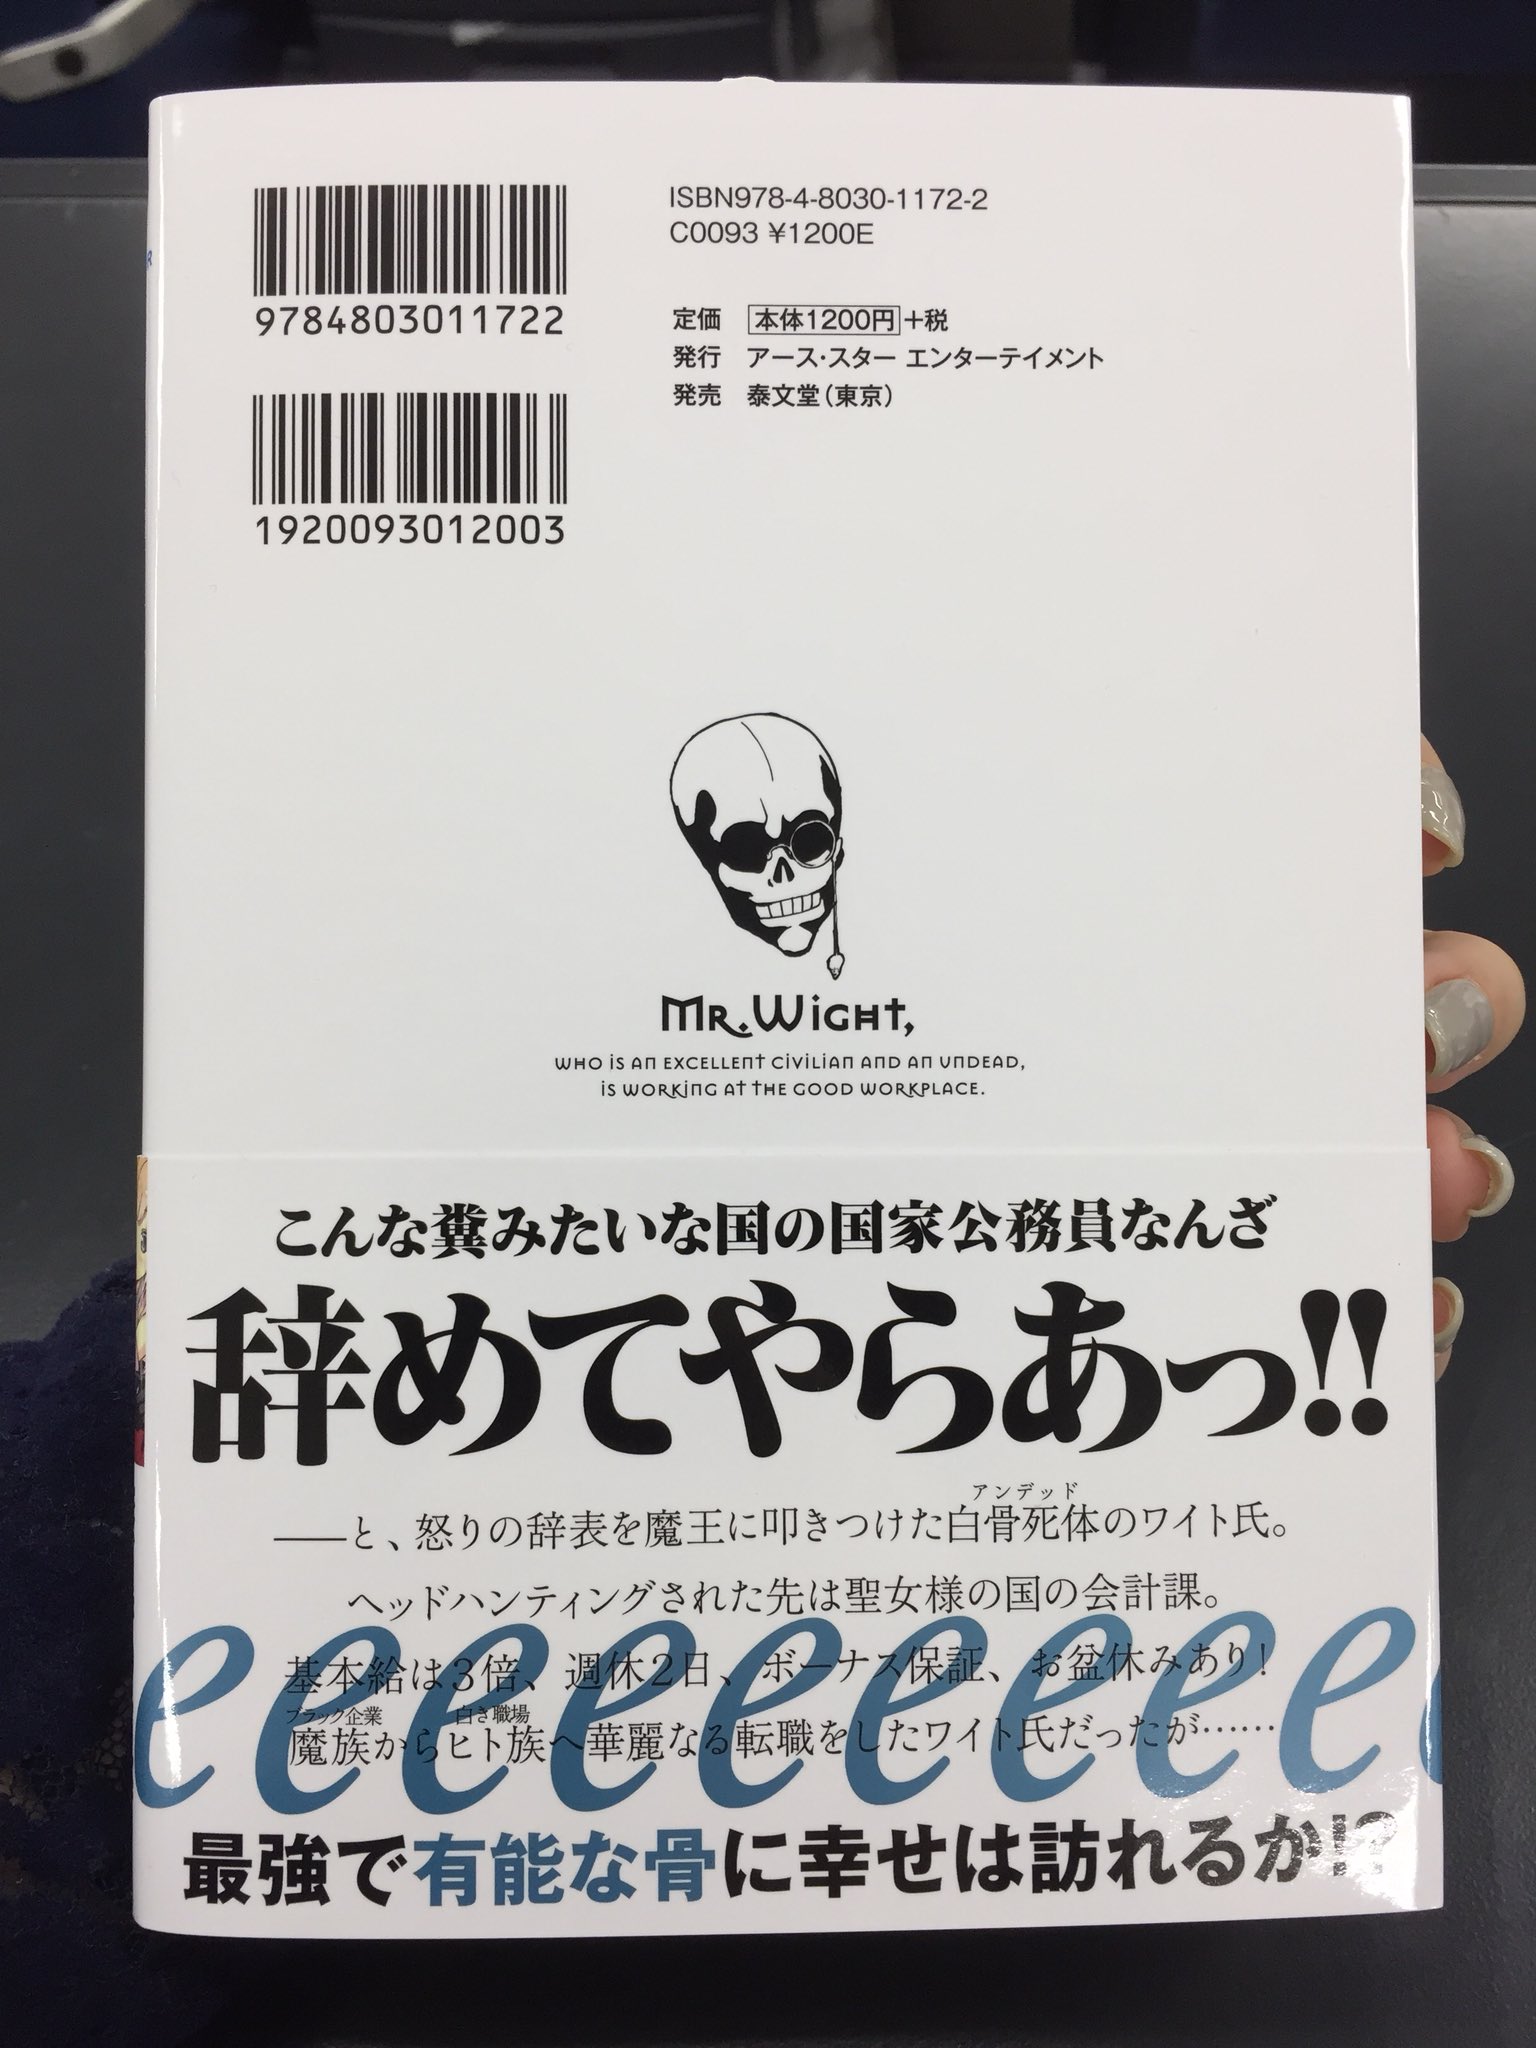 ISBN978-4-8030-1172-2
C0093 ¥1200E
9784803011722
定価 本体1200円+税
発行 アース・スター エンターテイメント
発売 泰文堂(東京)
1920093012003
MR. WIGHT,
WHO IS AN EXCELLENT CIVILIAN AND AN UNDEAD,
IS WORKING AT THE GOOD WORKPLACE.
こんな糞みたいな国の国家公務員なんざ
辞めてやらあっ!!
アンデッド
——と、怒りの辞表を魔王に叩きつけた白骨死体のワイト氏。
ヘッドハンティングされた先は聖女様の国の会計課。
基本給は3倍、週休2日、ボーナス保証、お盆休みあり!
ブラック企業 白き職場
魔族からヒト族へ華麗なる転職をしたワイト氏だったが……
eeeeeeeee
最強で有能な骨に幸せは訪れるか!?